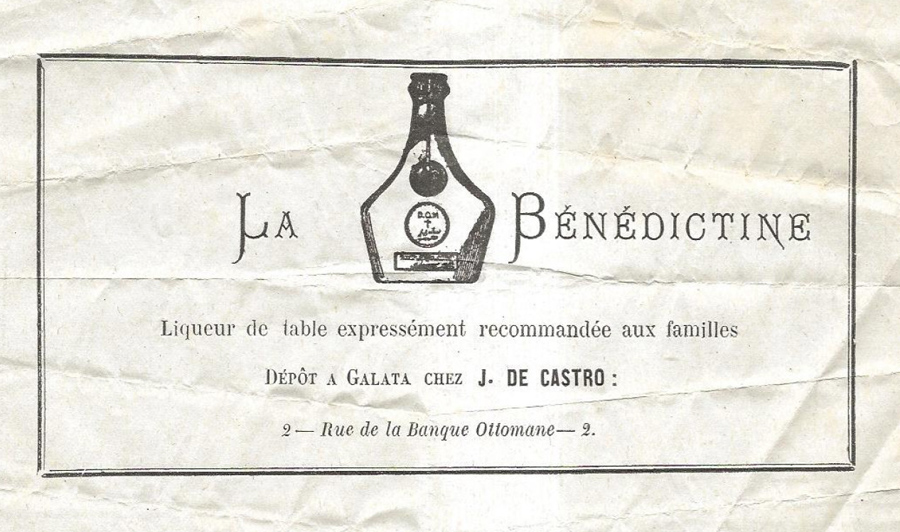 LA BÉNÉDICTINE
D.O.M
Liqueur de table expressément recommandée aux familles
DÉPÔT A GALATA CHEZ J. DE CASTRO :
2— Rue de la Banque Ottomane— 2.